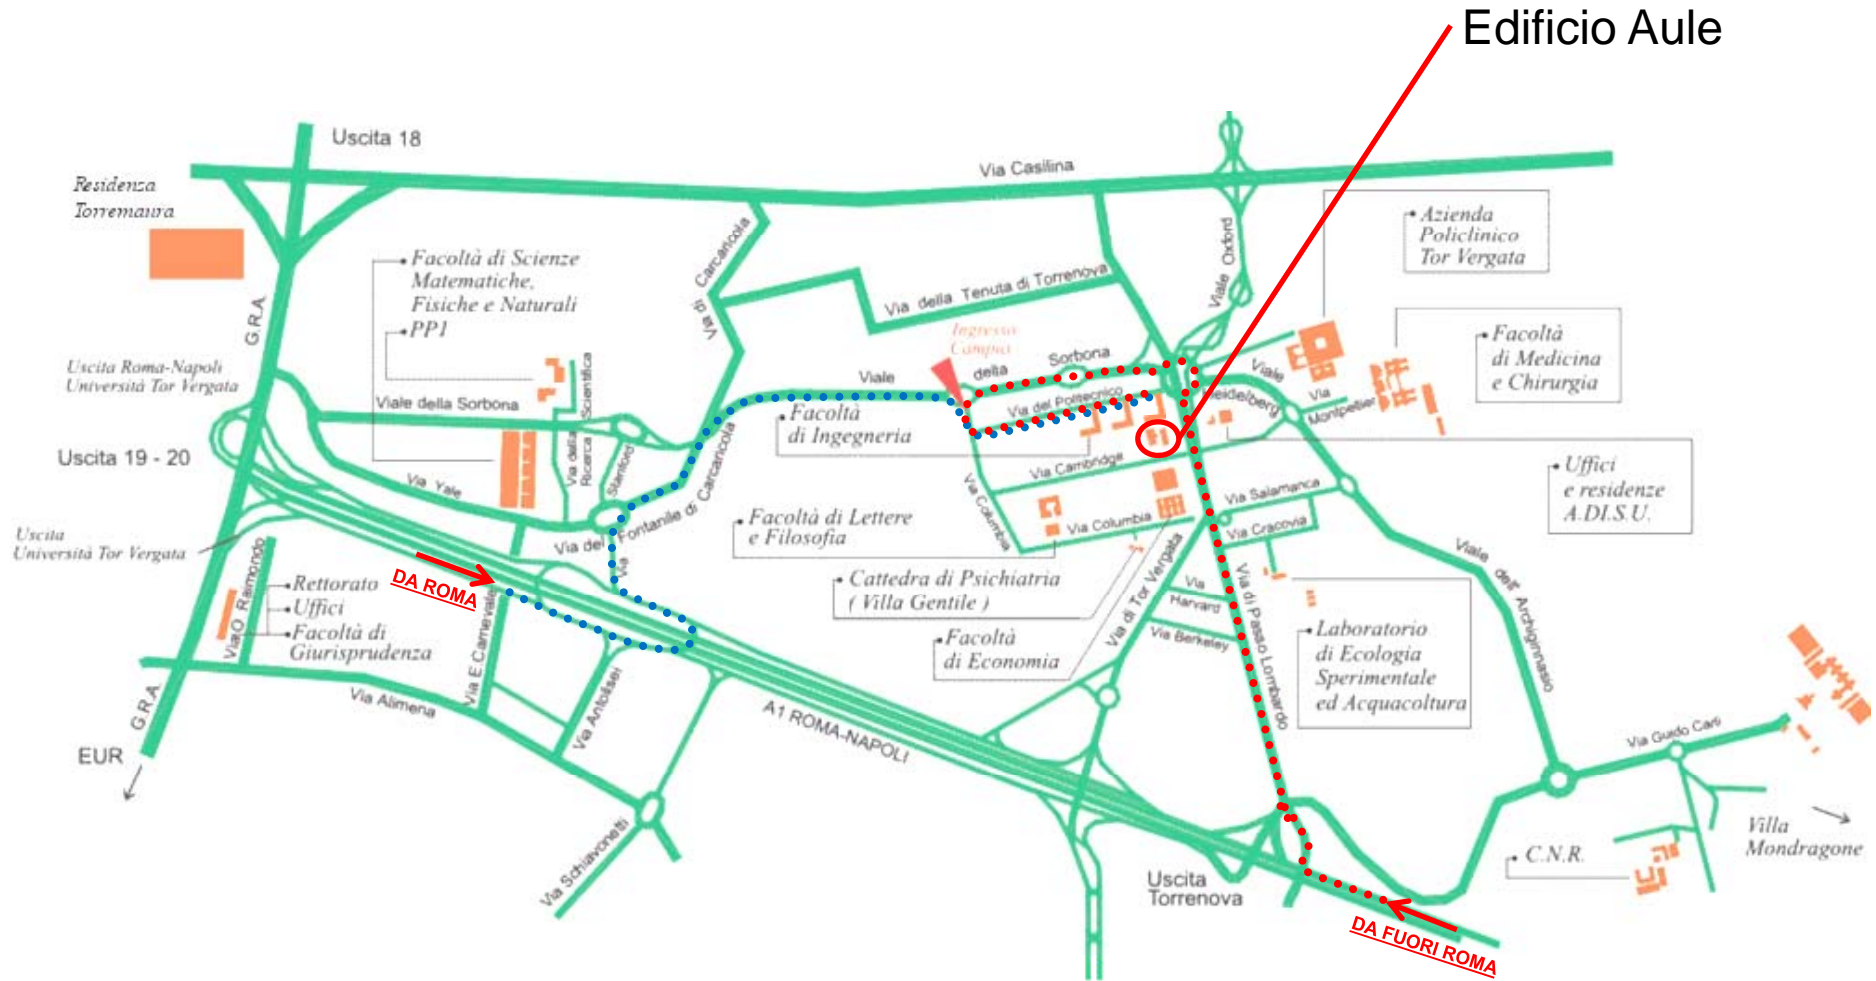 Edificio Aule
Uscita 18
Via Casilina
Residenza
Torremaura
Azienda
Policlinico
Tor Vergata
Viale Oxdord
Via di Carcaricola
Facoltà di Scienze
Matematiche,
Fisiche e Naturali
PP1
Via della Tenuta di Torrenova
G.R.A.
Ingresso
Campus
Facoltà
di Medicina
e Chirurgia
Uscita Roma-Napoli
Università Tor Vergata
Viale della Sorbona
Viale
della
Sorbona
Viale
Heidelberg
Via
Montpellier
Via del Politecnico
Via della Ricerca Scientifica
Stanford
Facoltà
di Ingegneria
Uscita 19 - 20
Via Yale
Via Cambridge
Via Columbia
Via Salamanca
Uffici
e residenze
A.DI.S.U.
Facoltà di Lettere
e Filosofia
Via Columbia
Via Cracovia
Uscita
Università Tor Vergata
Via del Fontanile di Carcaricola
Via
Viale dell' Archiginnasio
DA ROMA
Via O Raimondo
Rettorato
Uffici
Facoltà di
Giurisprudenza
Cattedra di Psichiatria
( Villa Gentile )
Via di Tor Vergata
Via
Harvard
Via Berkeley
Via di Passo Lombardo
Facoltà
di Economia
Laboratorio
di Ecologia
Sperimentale
ed Acquacoltura
Via E.Carnevale
Via Antolisei
Via Alimena
G.R.A.
A1 ROMA-NAPOLI
Via Guido Carli
EUR
Villa
Mondragone
C.N.R.
Via Schiavonetti
Uscita
Torrenova
DA FUORI ROMA